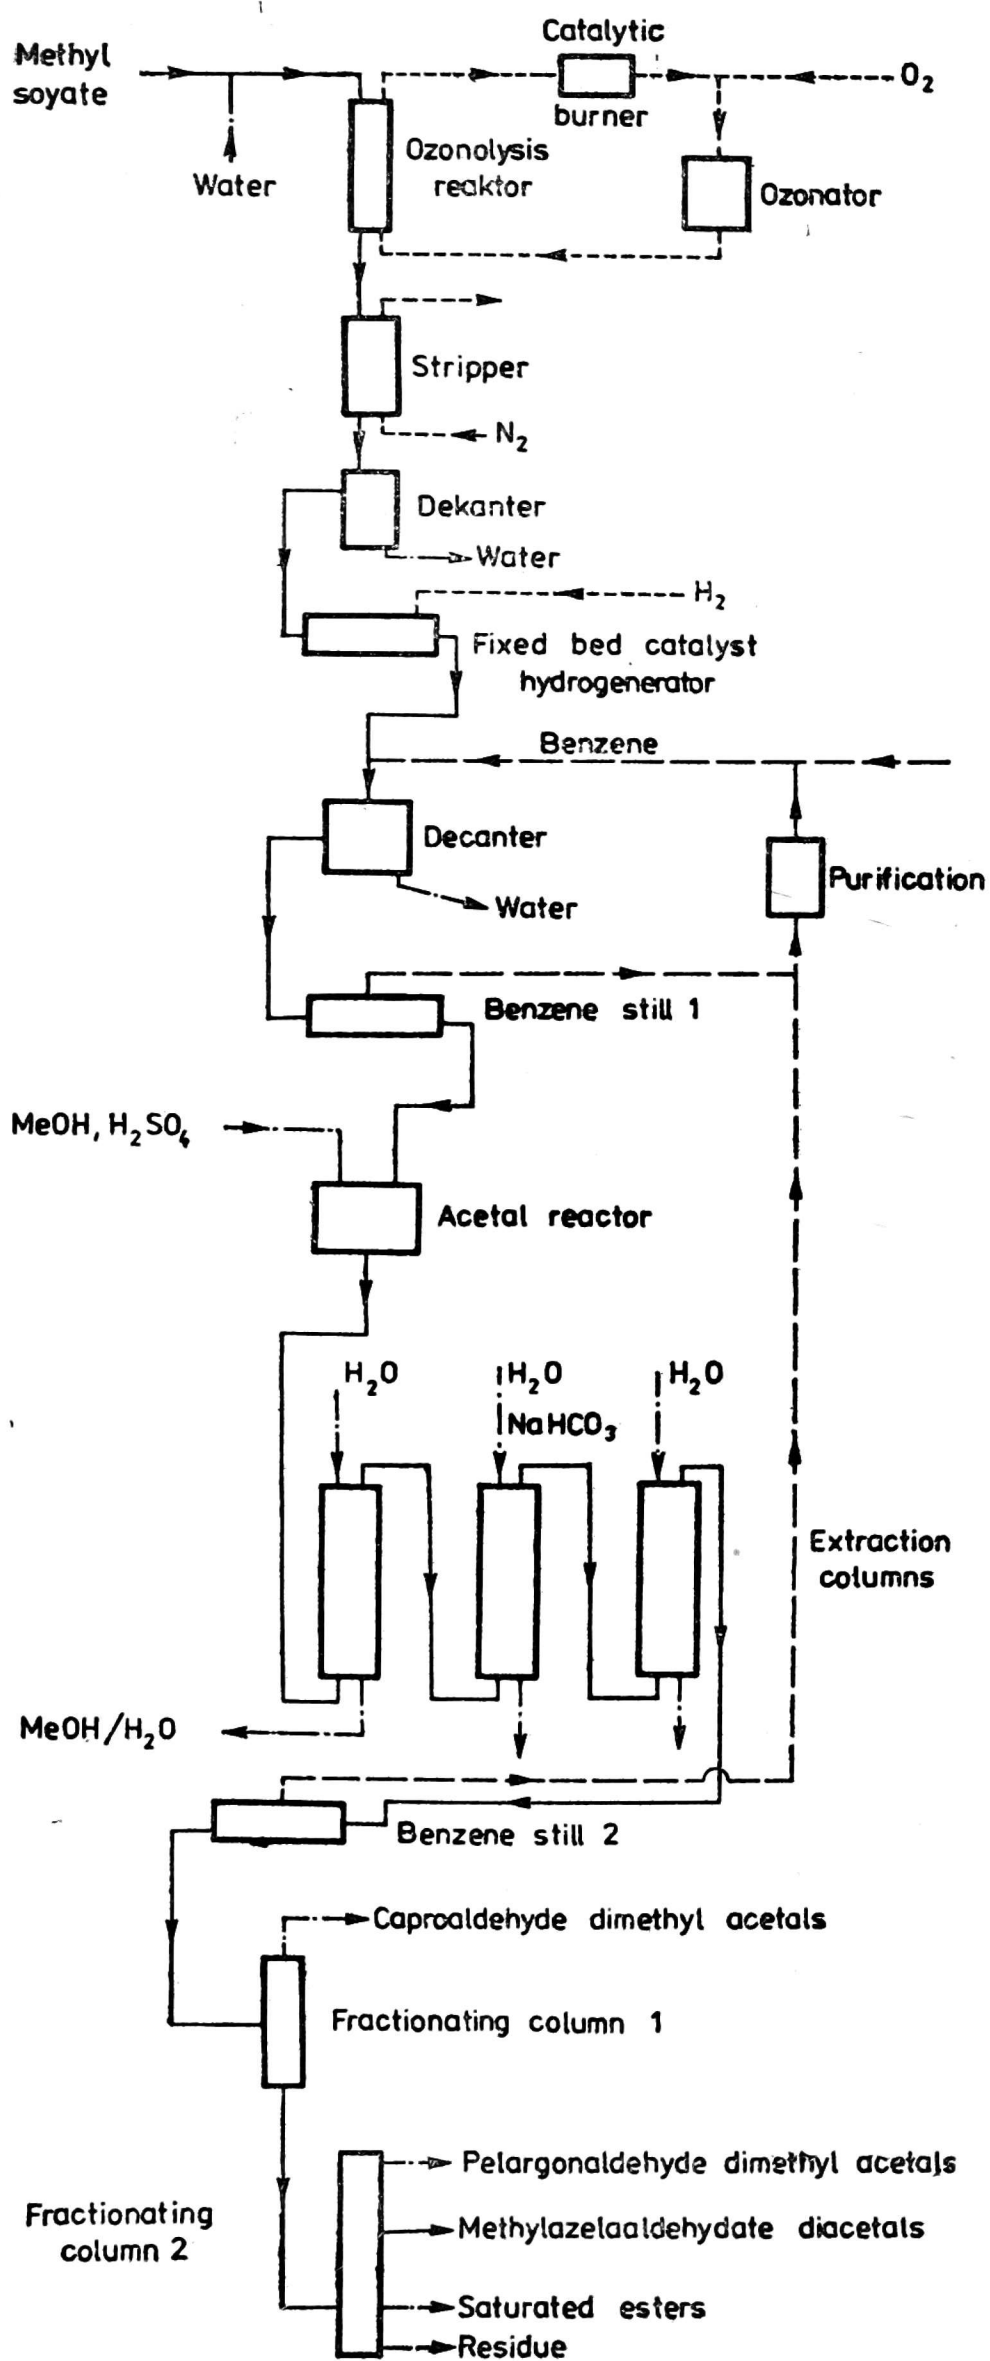 Methyl
soyate
Water
Catalytic
burner
O₂
Ozonolysis
reaktor
Ozonator
Stripper
N₂
Dekanter
Water
H₂
Fixed bed catalyst
hydrogenerator
Benzene
Decanter
Water
Purification
Benzene still 1
MeOH, H₂SO₄
Acetal reactor
H₂O
H₂O
NaHCO₃
H₂O
Extraction
columns
MeOH/H₂O
Benzene still 2
Caproaldehyde dimethyl acetals
Fractionating column 1
Pelargonaldehyde dimethyl acetals
Fractionating
column 2
Methylazelaaldehydate diacetals
Saturated esters
Residue